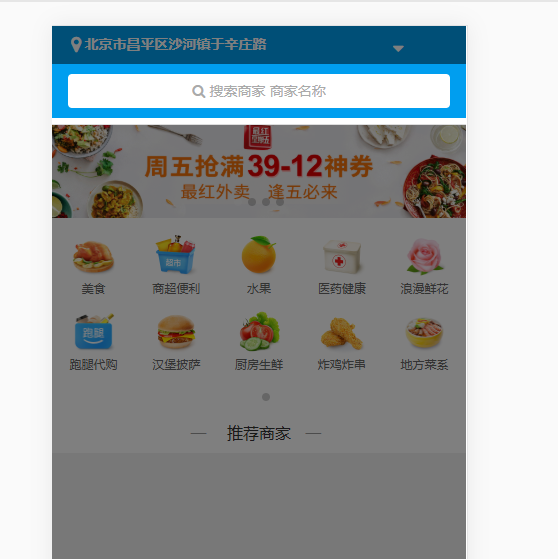 北京市昌平区沙河镇于辛庄路
搜索商家 商家名称
周五抢满39-12神券
最红外卖 逢五必来
美食
超市
商超便利
水果
医药健康
浪漫鲜花
跑腿
跑腿代购
汉堡披萨
厨房生鲜
炸鸡炸串
地方菜系
推荐商家